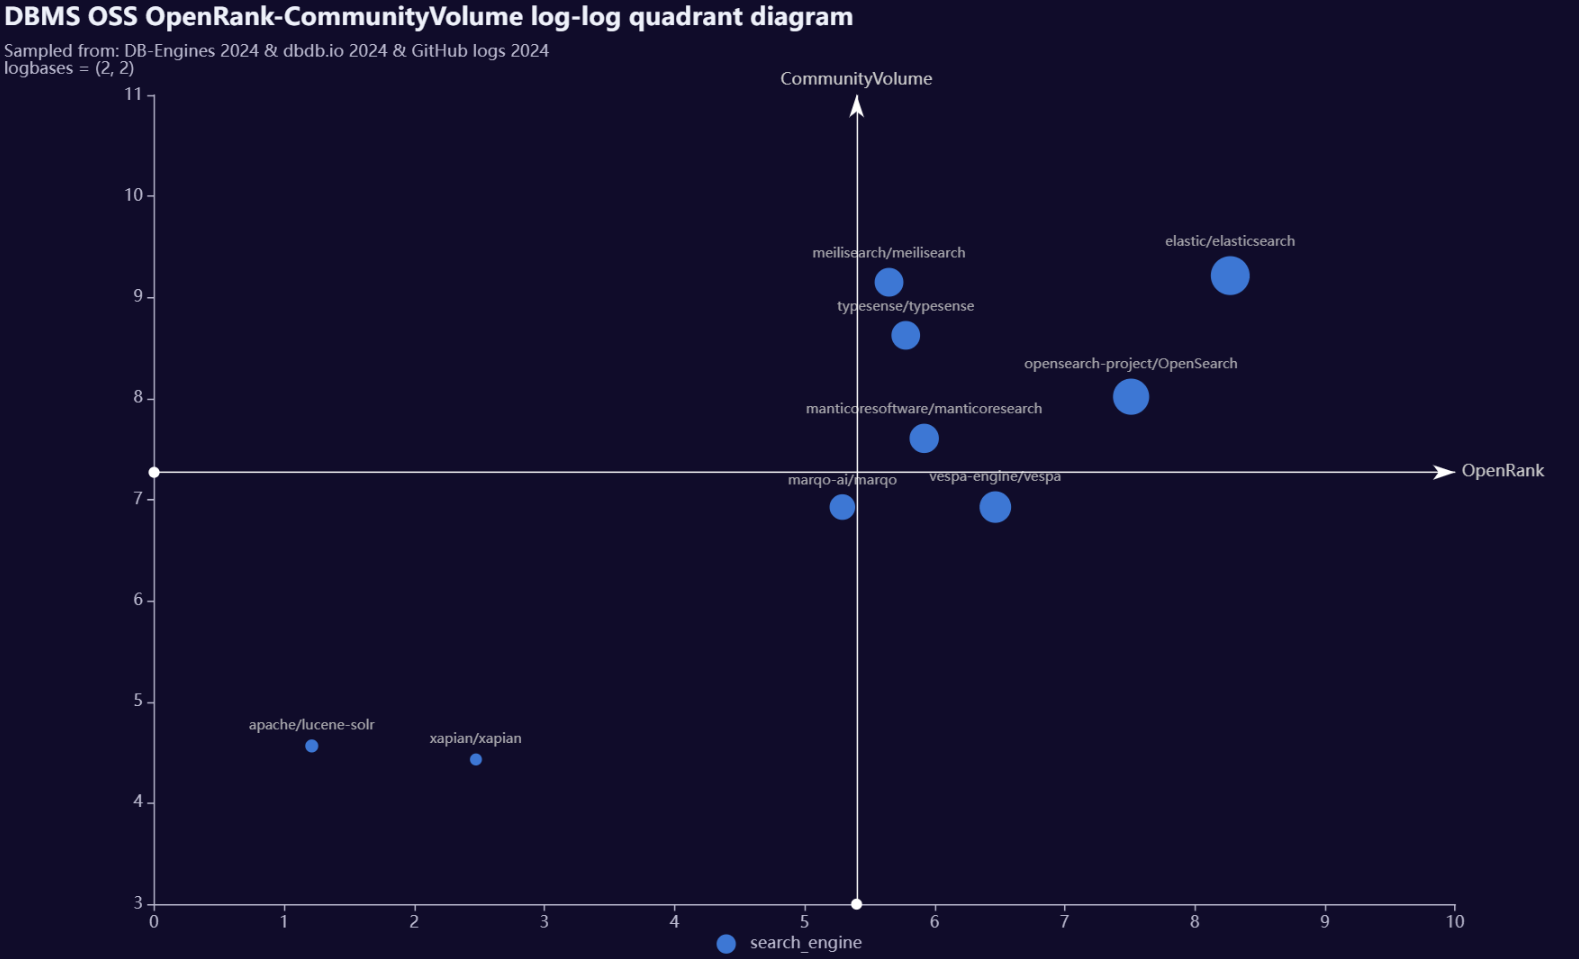 DBMS OSS OpenRank-CommunityVolume log-log quadrant diagram
Sampled from: DB-Engines 2024 & dbdb.io 2024 & GitHub logs 2024
logbases = (2, 2)
CommunityVolume
11
10
elastic/elasticsearch
meilisearch/meilisearch
9
typesense/typesense
opensearch-project/OpenSearch
8
manticoresoftware/manticoresearch
OpenRank
vespa-engine/vespa
marqo-ai/marqo
7
6
5
apache/lucene-solr
xapian/xapian
4
3
0 1 2 3 4 5 6 7 8 9 10
search_engine